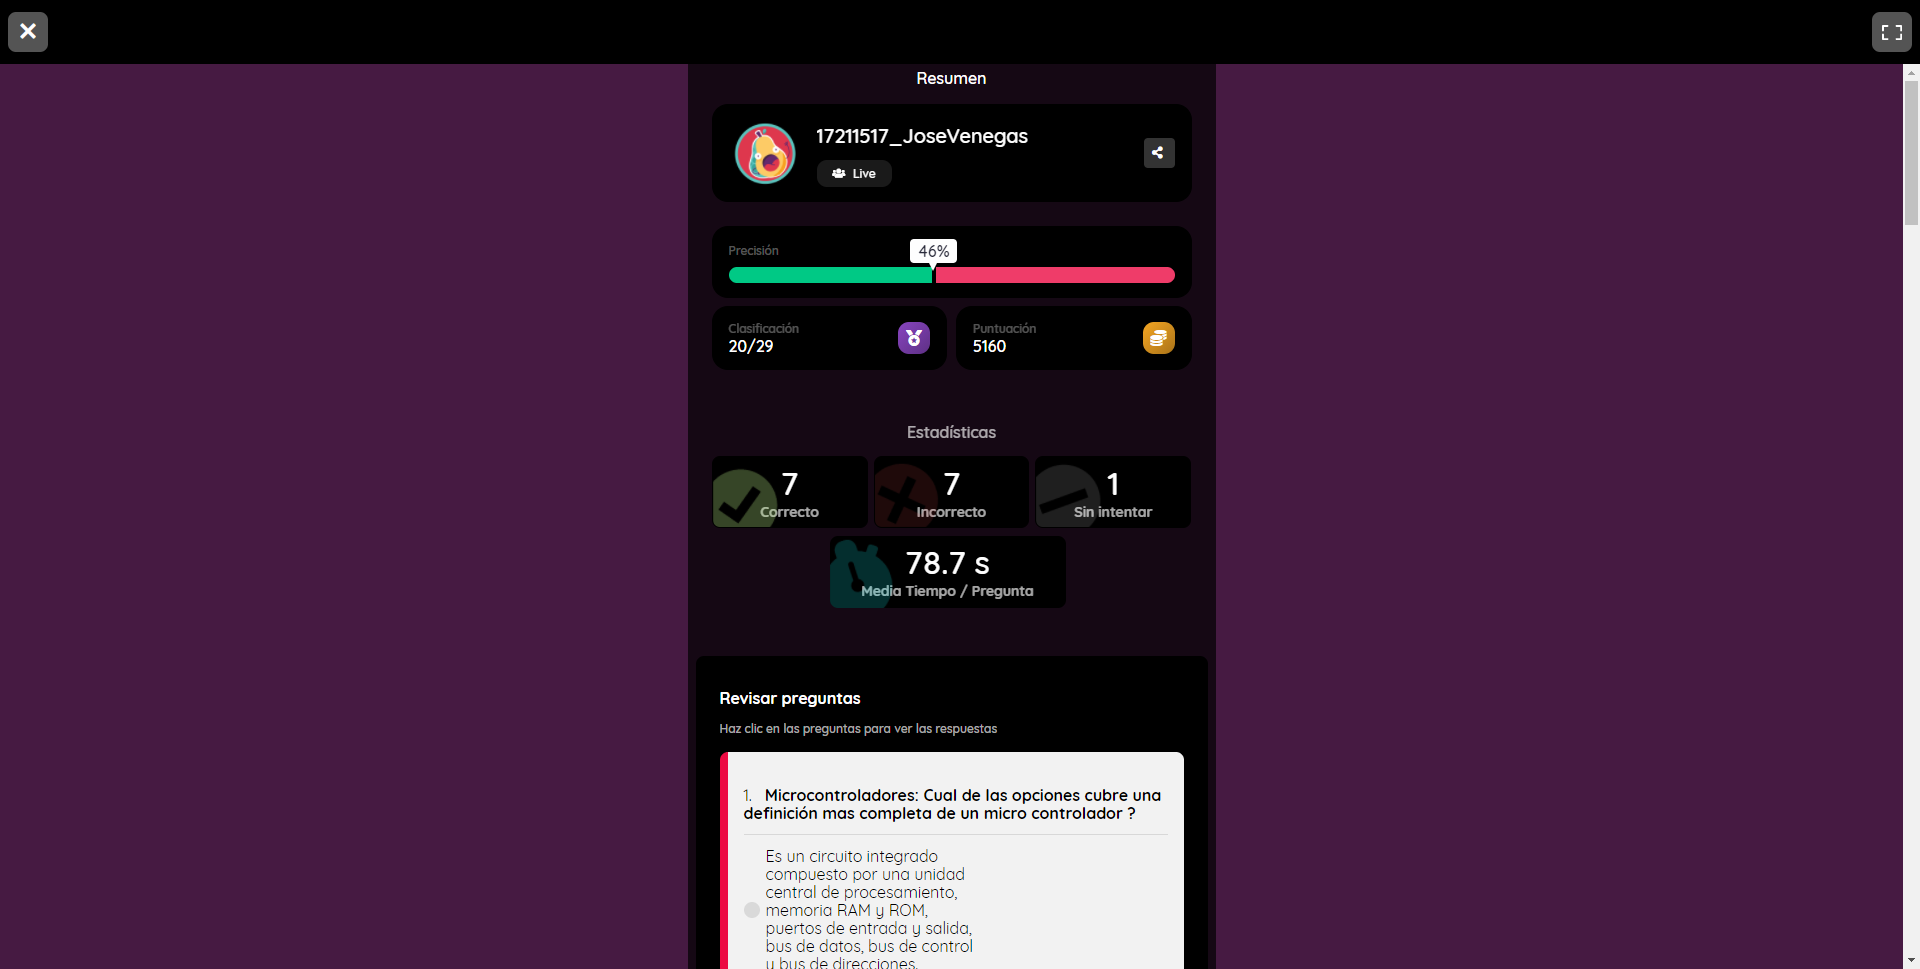 Resumen
17211517_JoseVenegas
Live
Precisión
46%
Clasificación
20/29
Puntuación
5160
Estadísticas
7
Correcto
7
Incorrecto
1
Sin intentar
78.7 s
Media Tiempo / Pregunta
Revisar preguntas
Haz clic en las preguntas para ver las respuestas
1. Microcontroladores: Cual de las opciones cubre una
definición mas completa de un micro controlador ?
Es un circuito integrado
compuesto por una unidad
central de procesamiento,
memoria RAM y ROM,
puertos de entrada y salida,
bus de datos, bus de control
y bus de direcciones.